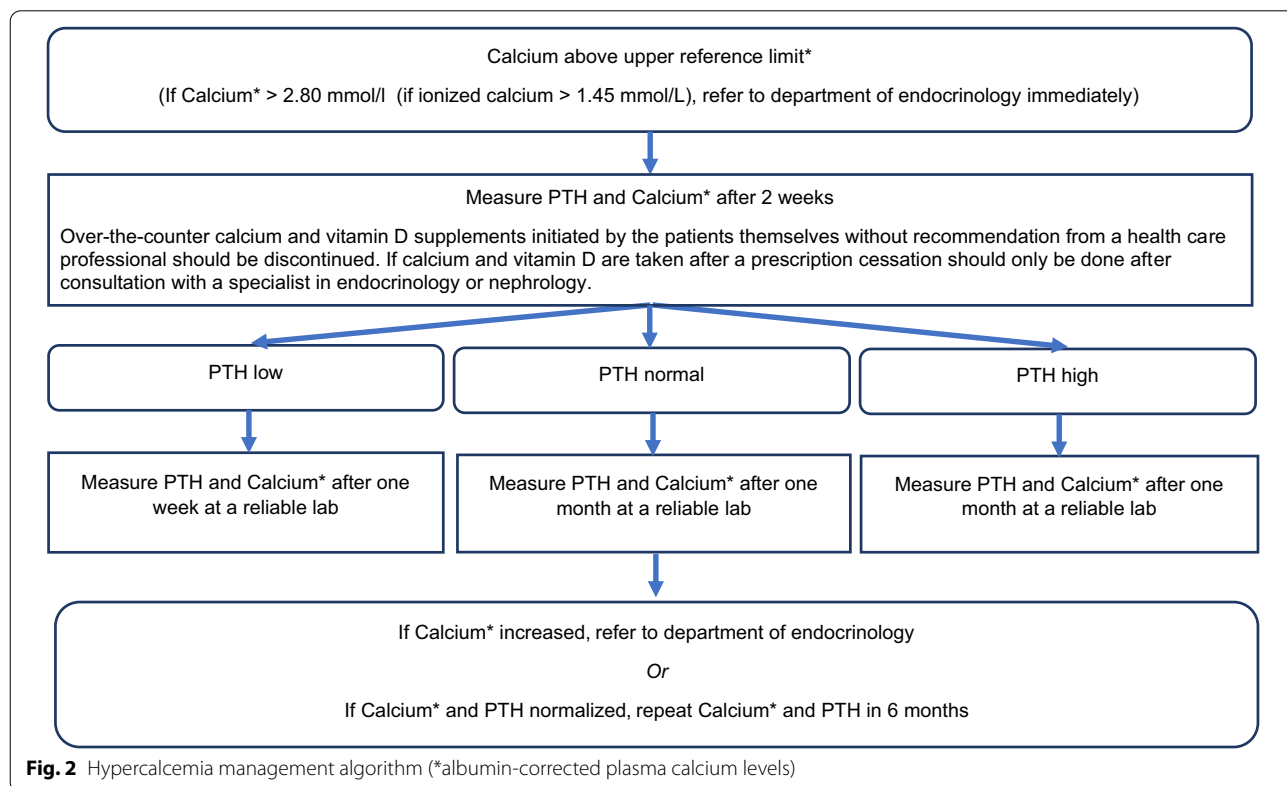 Calcium above upper reference limit*
(If Calcium* > 2.80 mmol/l  (if ionized calcium > 1.45 mmol/L), refer to department of endocrinology immediately)
Measure PTH and Calcium* after 2 weeks
Over-the-counter calcium and vitamin D supplements initiated by the patients themselves without recommendation from a health care
professional should be discontinued. If calcium and vitamin D are taken after a prescription cessation should only be done after
consultation with a specialist in endocrinology or nephrology.
PTH low
PTH normal
PTH high
Measure PTH and Calcium* after one
week at a reliable lab
Measure PTH and Calcium* after one
month at a reliable lab
Measure PTH and Calcium* after one
month at a reliable lab
If Calcium* increased, refer to department of endocrinology
Or
If Calcium* and PTH normalized, repeat Calcium* and PTH in 6 months
Fig. 2 Hypercalcemia management algorithm (*albumin-corrected plasma calcium levels)